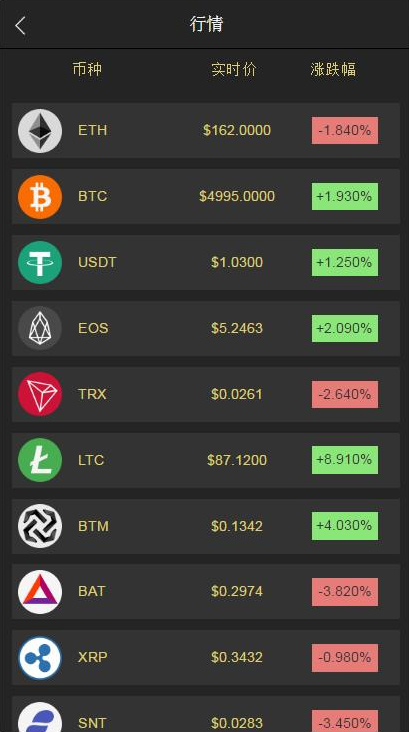 行情
币种 实时价 涨跌幅
ETH $162.0000 -1.840%
BTC $4995.0000 +1.930%
USDT $1.0300 +1.250%
EOS $5.2463 +2.090%
TRX $0.0261 -2.640%
LTC $87.1200 +8.910%
BTM $0.1342 +4.030%
BAT $0.2974 -3.820%
XRP $0.3432 -0.980%
SNT $0.0283 -3.450%